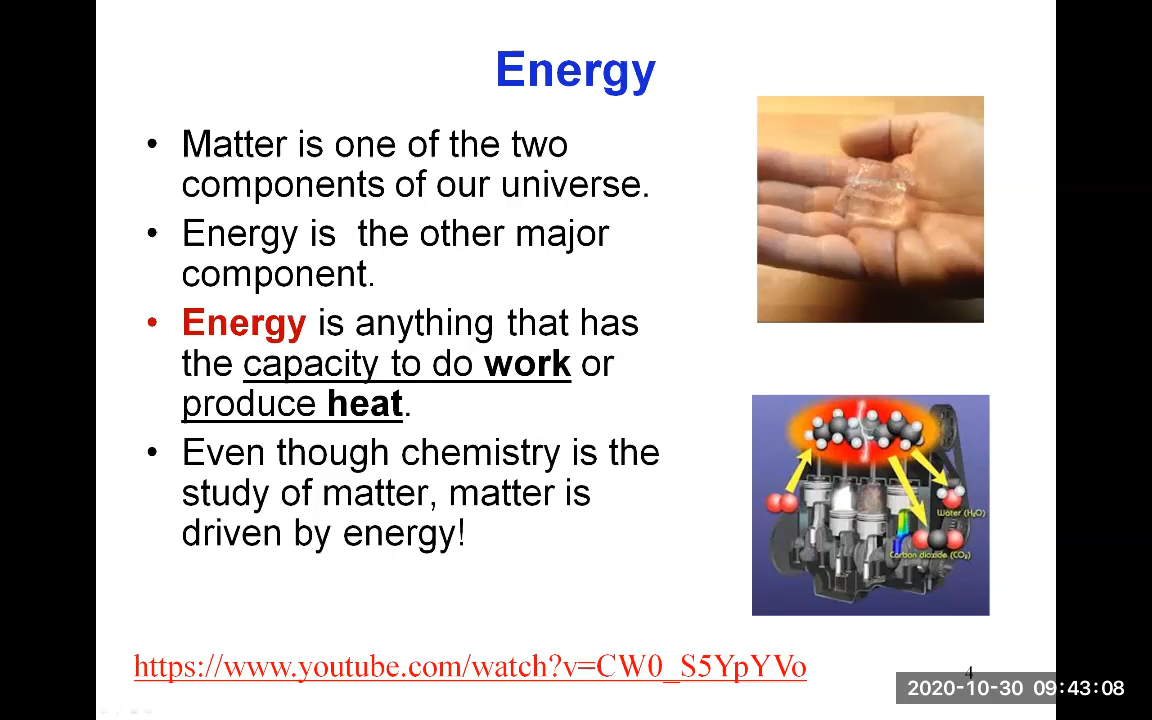 Energy
• Matter is one of the two
components of our universe.
• Energy is  the other major
component.
• Energy is anything that has
the capacity to do work or
produce heat.
• Even though chemistry is the
study of matter, matter is
driven by energy!
Water (H₂O)
Carbon dioxide (CO₂)
https://www.youtube.com/watch?v=CW0_S5YpYVo
4
2020-10-30 09:43:08